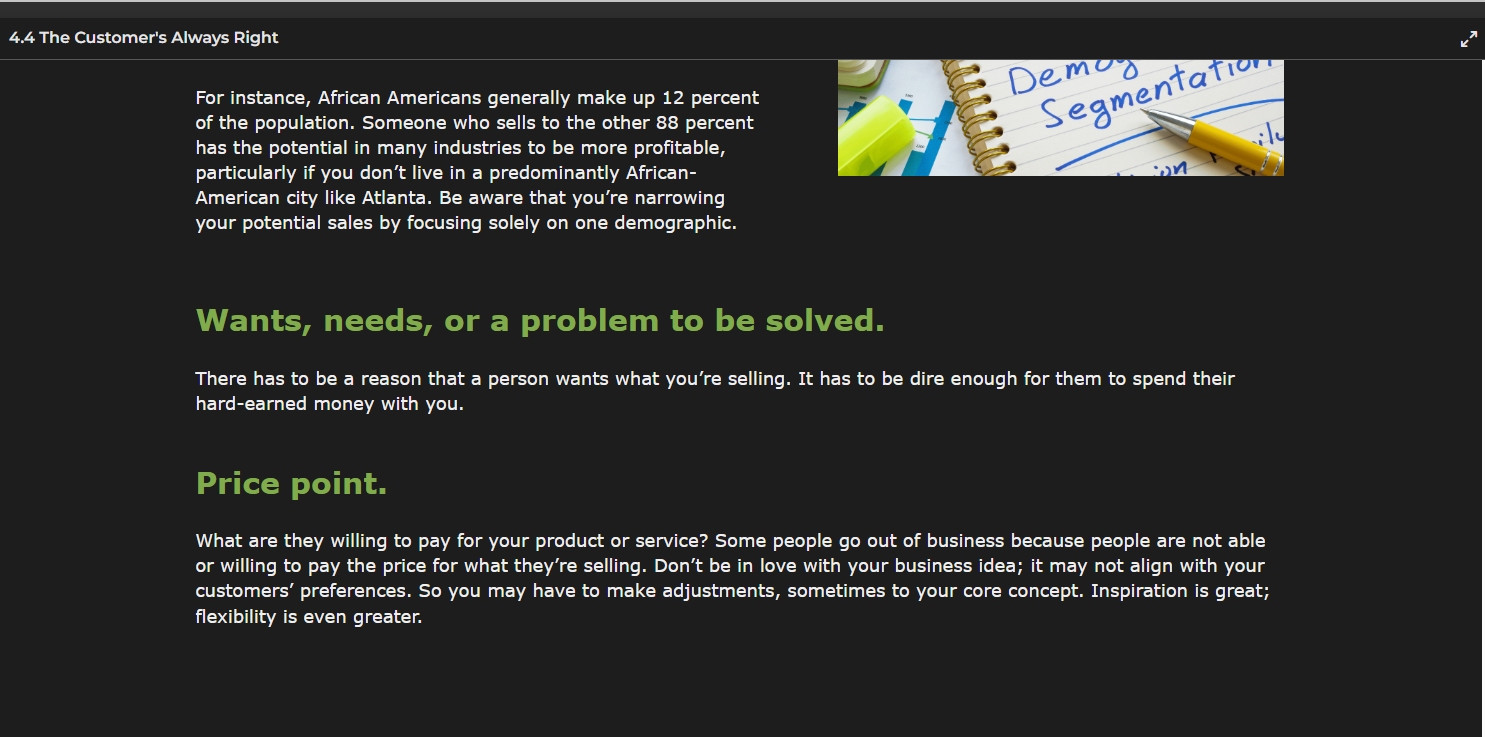 4.4 The Customer's Always Right
For instance, African Americans generally make up 12 percent
of the population. Someone who sells to the other 88 percent
has the potential in many industries to be more profitable,
particularly if you don’t live in a predominantly African-
American city like Atlanta. Be aware that you’re narrowing
your potential sales by focusing solely on one demographic.
Segmentation
Wants, needs, or a problem to be solved.
There has to be a reason that a person wants what you’re selling. It has to be dire enough for them to spend their
hard-earned money with you.
Price point.
What are they willing to pay for your product or service? Some people go out of business because people are not able
or willing to pay the price for what they’re selling. Don’t be in love with your business idea; it may not align with your
customers’ preferences. So you may have to make adjustments, sometimes to your core concept. Inspiration is great;
flexibility is even greater.